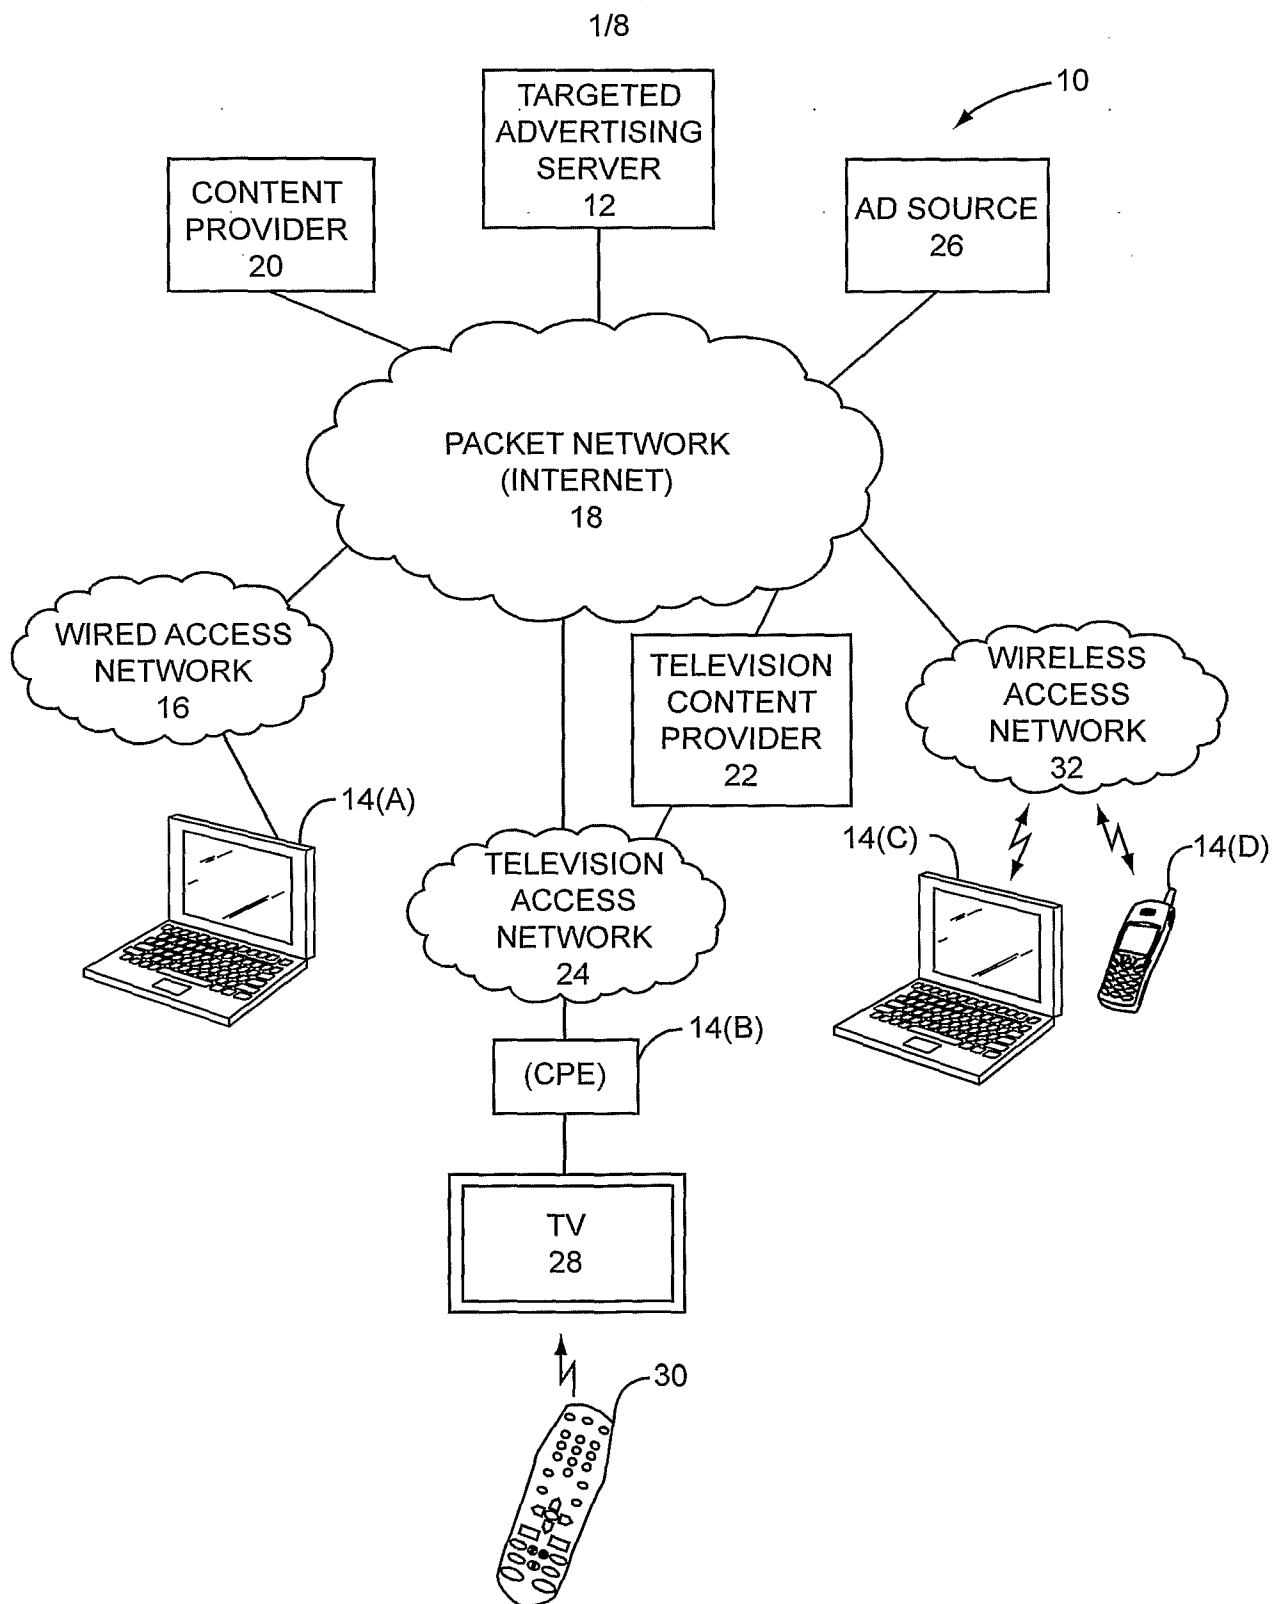 1/8
TARGETED
ADVERTISING
SERVER
12
10
CONTENT
PROVIDER
20
AD SOURCE
26
PACKET NETWORK
(INTERNET)
18
WIRED ACCESS
NETWORK
16
TELEVISION
CONTENT
PROVIDER
22
WIRELESS
ACCESS
NETWORK
32
14(A)
14(C)
14(D)
TELEVISION
ACCESS
NETWORK
24
14(B)
(CPE)
TV
28
30